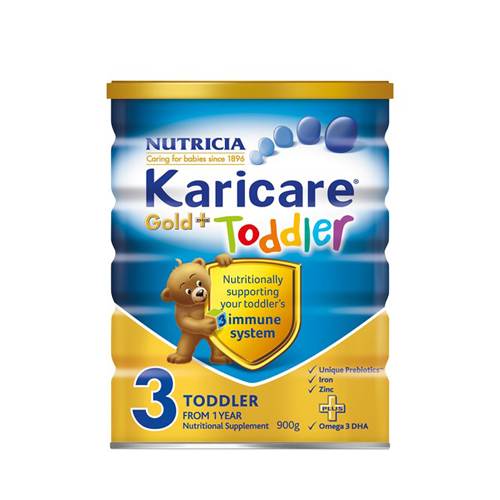 NUTRICIA
Caring for babies since 1896
Karicare®
Gold+ Toddler
Nutritionally
supporting
your toddler's
immune
system
Unique Prebiotics™
Iron
Zinc
PLUS
Omega 3 DHA
3 TODDLER
FROM 1 YEAR
Nutritional Supplement 900g